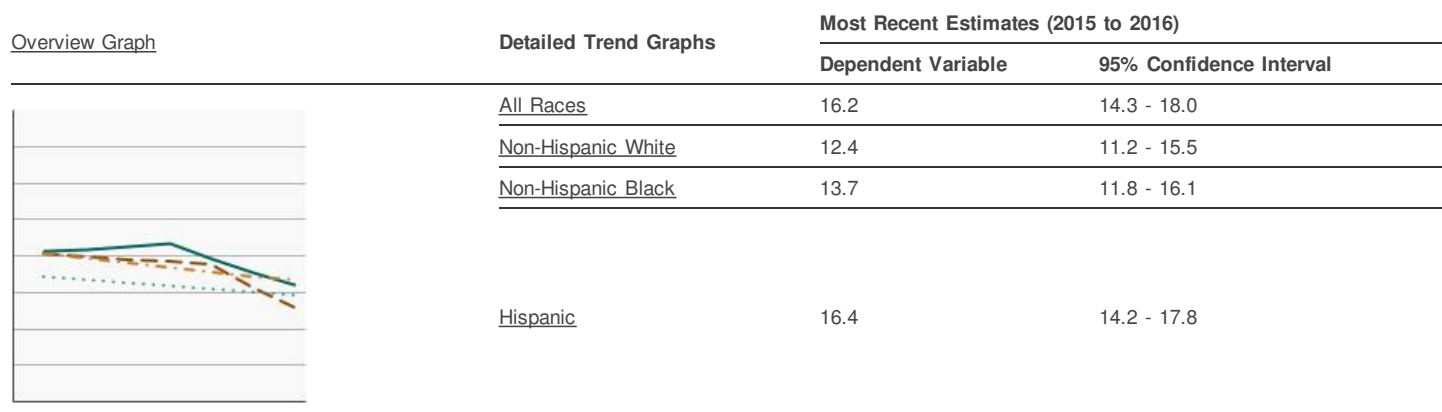 Overview Graph
Detailed Trend Graphs
Most Recent Estimates (2015 to 2016)
Dependent Variable
95% Confidence Interval
All Races 16.2 14.3 - 18.0
Non-Hispanic White 12.4 11.2 - 15.5
Non-Hispanic Black 13.7 11.8 - 16.1
Hispanic 16.4 14.2 - 17.8